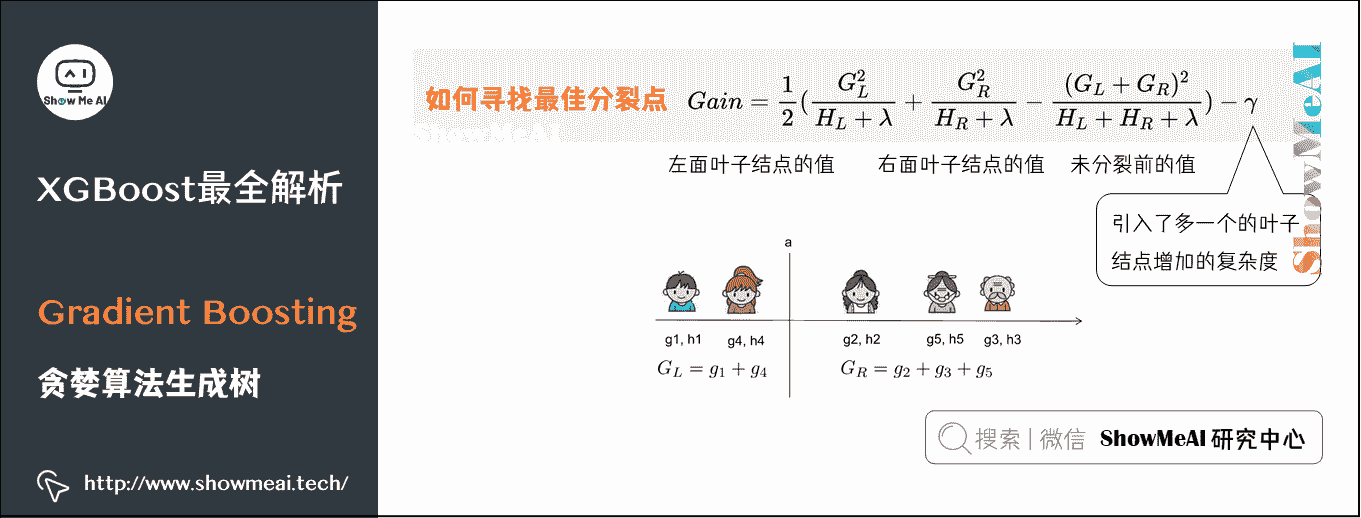 Show Me AI
XGBoost最全解析
Gradient Boosting
贪婪算法生成树
http://www.showmeai.tech/
如何寻找最佳分裂点
Gain = \frac{1}{2}(\frac{G_L^2}{H_L + λ} + \frac{G_R^2}{H_R + λ} - \frac{(G_L + G_R)^2}{H_L + H_R + λ}) - γ
ShowMeAI
左面叶子结点的值 右面叶子结点的值 未分裂前的值
引入了多一个的叶子
结点增加的复杂度
ShowMeAI
a
g1, h1 g4, h4 g2, h2 g5, h5 g3, h3
G_L = g_1 + g_4 G_R = g_2 + g_3 + g_5
搜索 | 微信 ShowMeAI 研究中心